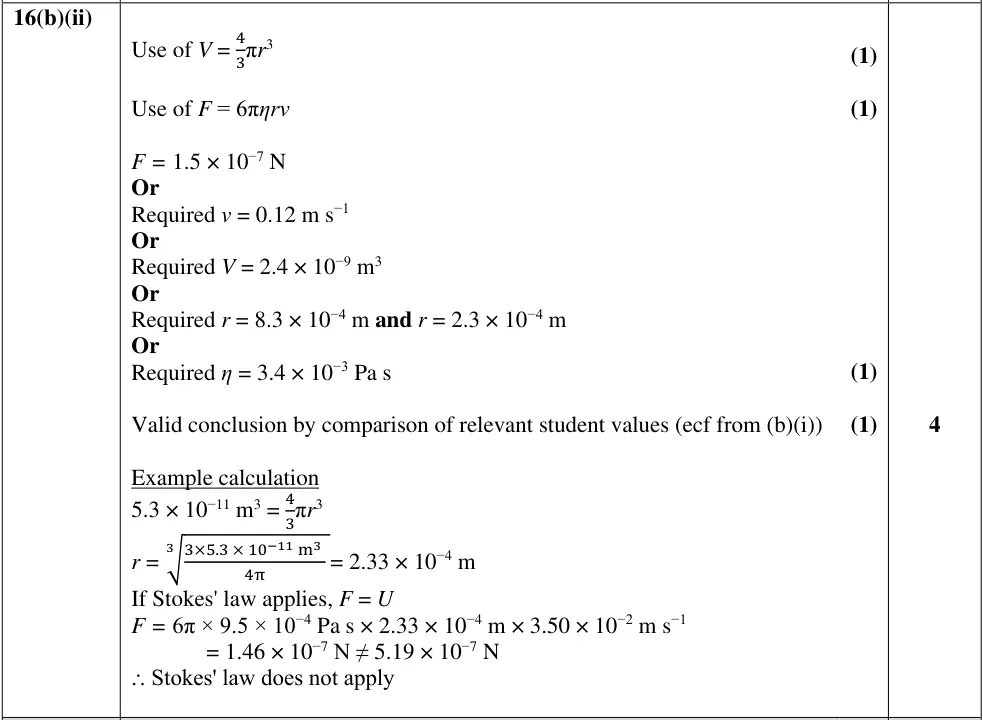 16(b)(ii)
Use of V = 4/3 πr³ (1)
Use of F = 6πηrv (1)
F = 1.5 × 10⁻⁷ N
Or
Required v = 0.12 m s⁻¹
Or
Required V = 2.4 × 10⁻⁹ m³
Or
Required r = 8.3 × 10⁻⁴ m and r = 2.3 × 10⁻⁴ m
Or
Required η = 3.4 × 10⁻³ Pa s (1)
Valid conclusion by comparison of relevant student values (ecf from (b)(i)) (1) 4
Example calculation
5.3 × 10⁻¹¹ m³ = 4/3 πr³
r = ∛(3×5.3 × 10⁻¹¹ m³ / 4π) = 2.33 × 10⁻⁴ m
If Stokes' law applies, F = U
F = 6π × 9.5 × 10⁻⁴ Pa s × 2.33 × 10⁻⁴ m × 3.50 × 10⁻² m s⁻¹
= 1.46 × 10⁻⁷ N ≠ 5.19 × 10⁻⁷ N
∴ Stokes' law does not apply